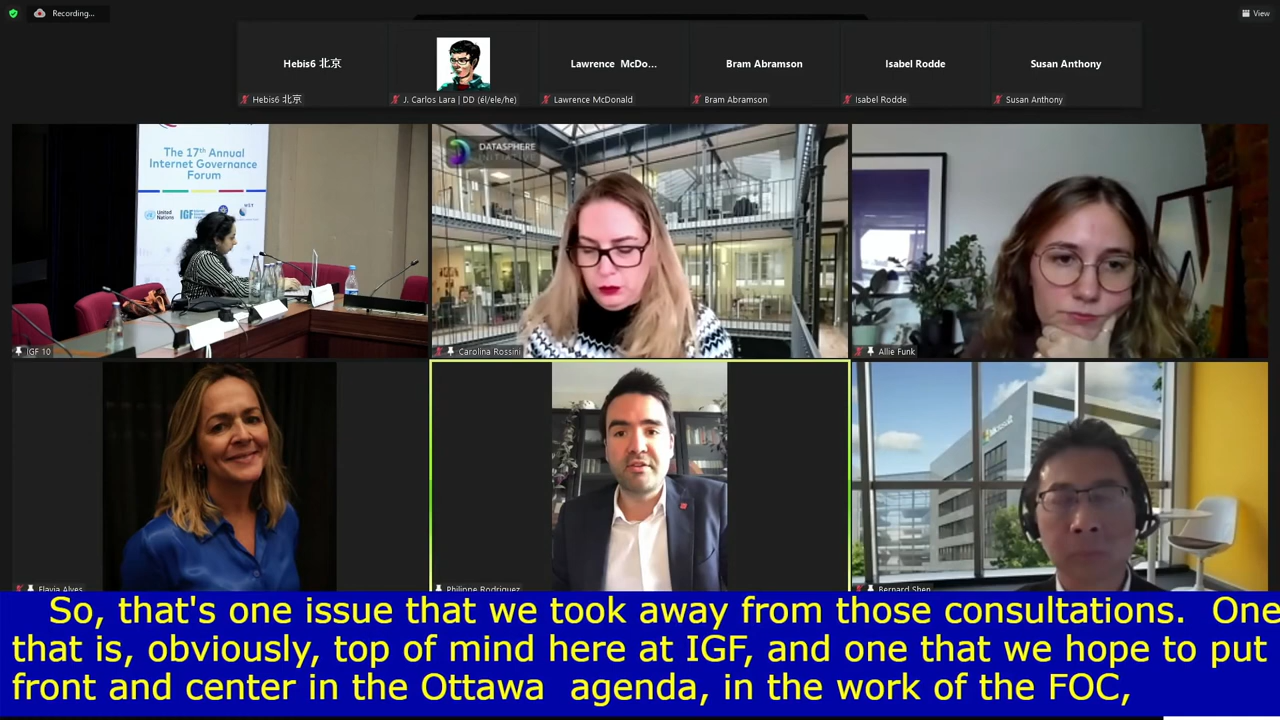 Recording...
View
Hebis6 北京
Lawrence McDo...
Bram Abramson
Isabel Rodde
Susan Anthony
Hebis6 北京
J. Carlos Lara | DD (él/ele/he)
Lawrence McDonald
Bram Abramson
Isabel Rodde
Susan Anthony
The 17th Annual
Internet Governance
Forum
United
Nations
IGF
DATASPHERE
INITIATIVE
Microsoft
IGF 10
Carolina Rossini
Allie Funk
Flavia Alves
Philippe Rodriguez
Bernard Shen
So, that's one issue that we took away from those consultations. One
that is, obviously, top of mind here at IGF, and one that we hope to put
front and center in the Ottawa agenda, in the work of the FOC,